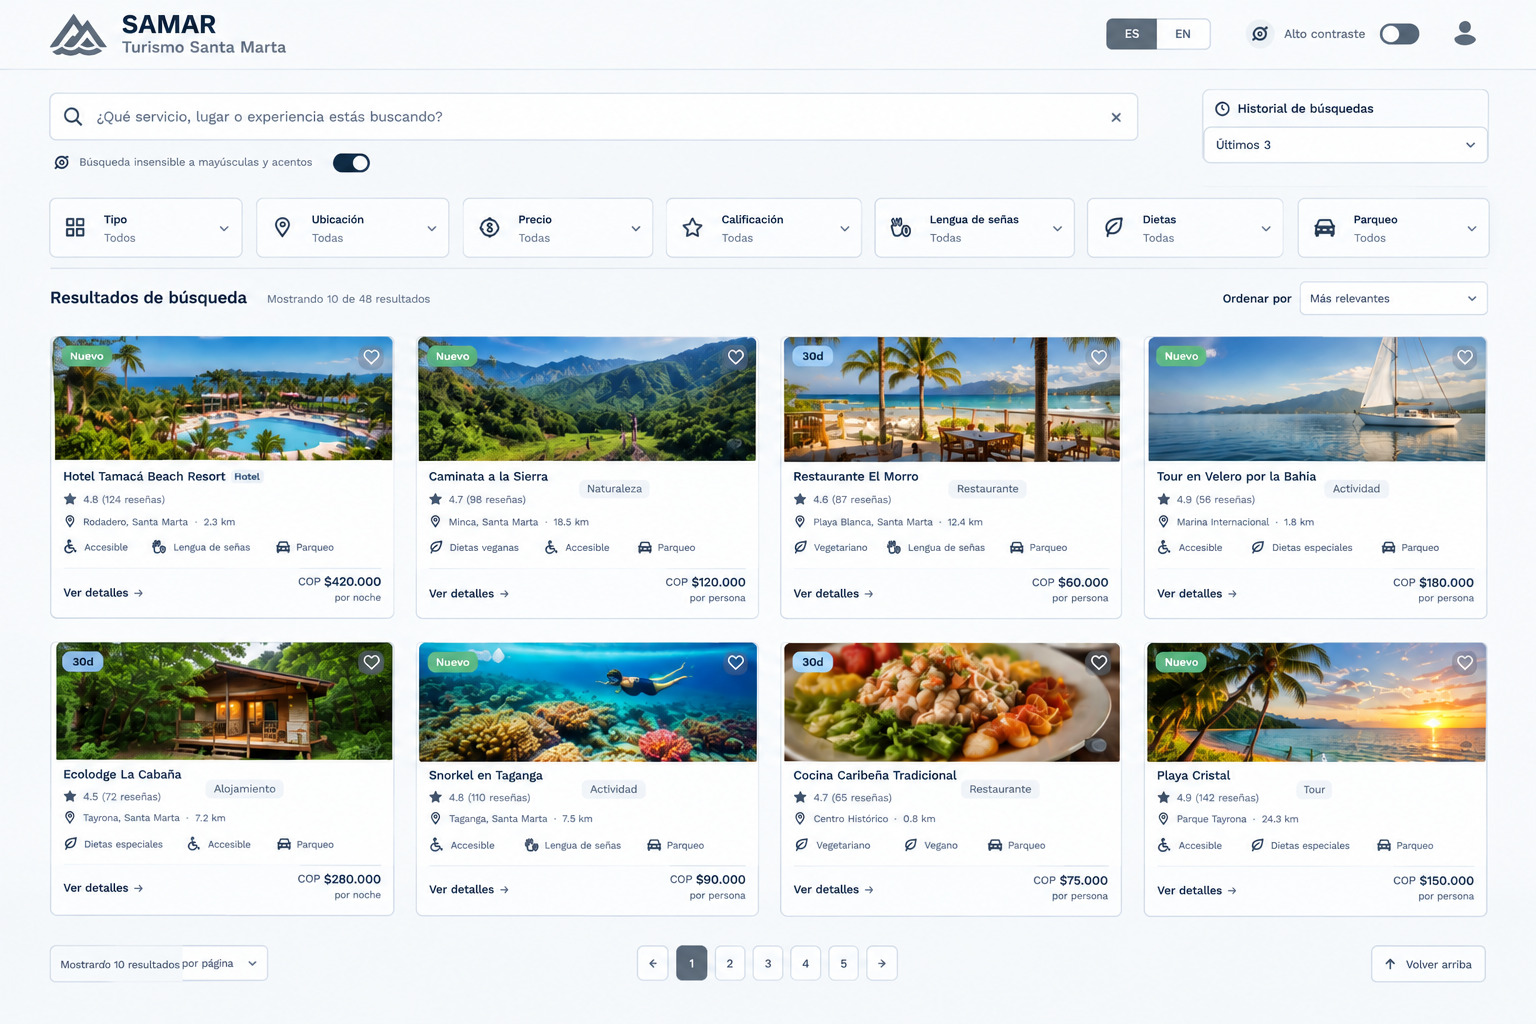 SAMAR
Turismo Santa Marta
ES EN
Alto contraste
¿Qué servicio, lugar o experiencia estás buscando?
Búsqueda insensible a mayúsculas y acentos
Historial de búsquedas
Últimos 3
Tipo
Todos
Ubicación
Todas
Precio
Todas
Calificación
Todas
Lengua de señas
Todas
Dietas
Todas
Parqueo
Todos
Resultados de búsqueda
Mostrando 10 de 48 resultados
Ordenar por
Más relevantes
Nuevo
Hotel Tamacá Beach Resort Hotel
4.8 (124 reseñas)
Rodadero, Santa Marta · 2.3 km
Accesible Lengua de señas Parqueo
Ver detalles →
COP $420.000
por noche
Nuevo
Caminata a la Sierra
Naturaleza
4.7 (98 reseñas)
Minca, Santa Marta · 18.5 km
Dietas veganas Accesible Parqueo
Ver detalles →
COP $120.000
por persona
30d
Restaurante El Morro
Restaurante
4.6 (87 reseñas)
Playa Blanca, Santa Marta · 12.4 km
Vegetariano Lengua de señas Parqueo
Ver detalles →
COP $60.000
por persona
Nuevo
Tour en Velero por la Bahia
Actividad
4.9 (56 reseñas)
Marina Internacional · 1.8 km
Accesible Dietas especiales Parqueo
Ver detalles →
COP $180.000
por persona
30d
Ecolodge La Cabaña
Alojamiento
4.5 (72 reseñas)
Tayrona, Santa Marta · 7.2 km
Dietas especiales Accesible Parqueo
Ver detalles →
COP $280.000
por noche
Nuevo
Snorkel en Taganga
Actividad
4.8 (110 reseñas)
Taganga, Santa Marta · 7.5 km
Accesible Lengua de señas Parqueo
Ver detalles →
COP $90.000
por persona
30d
Cocina Caribeña Tradicional
Restaurante
4.7 (65 reseñas)
Centro Histórico · 0.8 km
Vegetariano Vegano Parqueo
Ver detalles →
COP $75.000
por persona
Nuevo
Playa Cristal
Tour
4.9 (142 reseñas)
Parque Tayrona · 24.3 km
Accesible Dietas especiales Parqueo
Ver detalles →
COP $150.000
por persona
Mostrardo 10 resultados por página
← 1 2 3 4 5 →
↑ Volver arriba